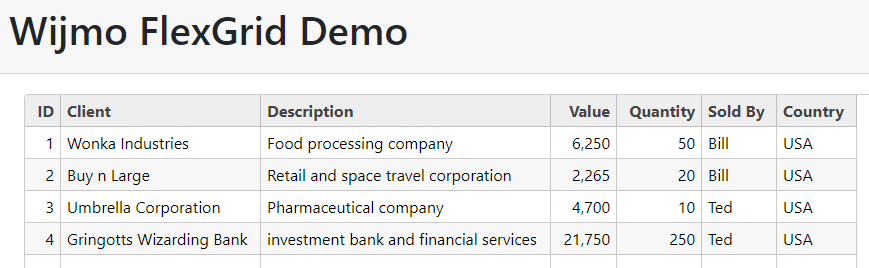 Wijmo FlexGrid Demo
ID Client Description Value Quantity Sold By Country
1 Wonka Industries Food processing company 6,250 50 Bill USA
2 Buy n Large Retail and space travel corporation 2,265 20 Bill USA
3 Umbrella Corporation Pharmaceutical company 4,700 10 Ted USA
4 Gringotts Wizarding Bank investment bank and financial services 21,750 250 Ted USA